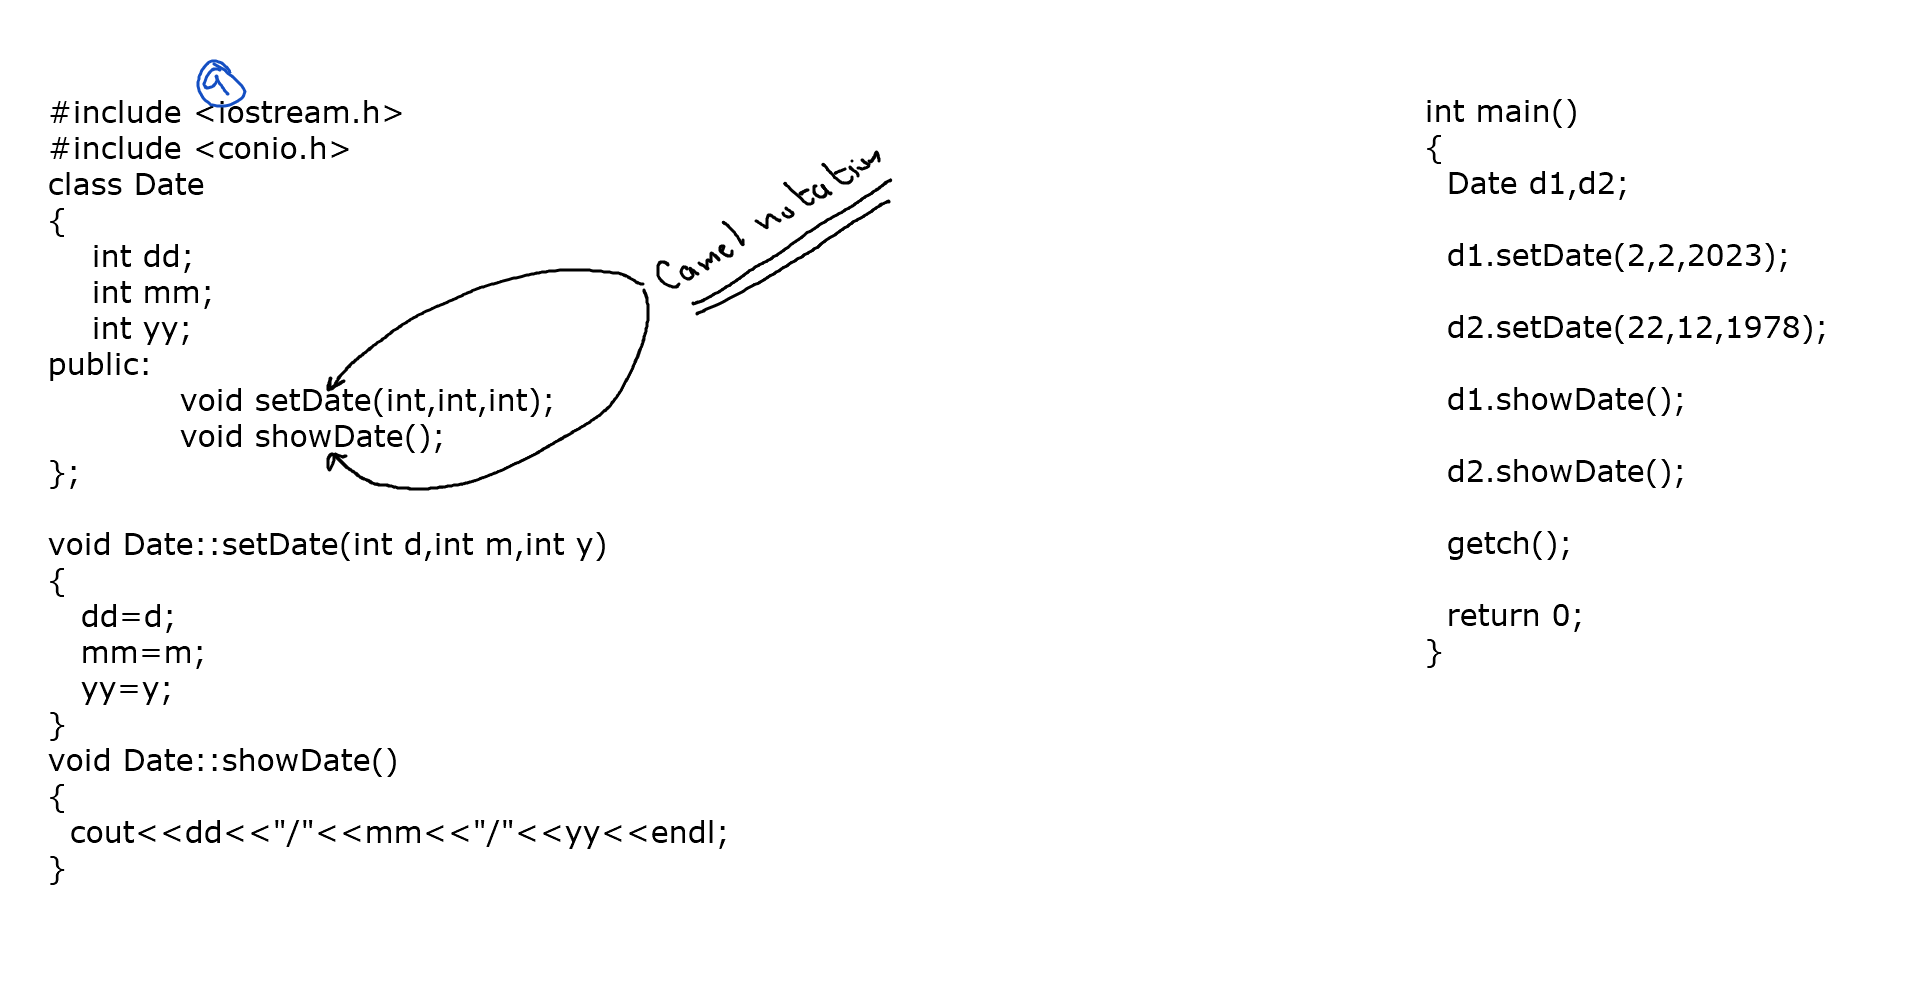 9
#include <iostream.h>
#include <conio.h>
class Date
{
int dd;
int mm;
int yy;
public:
void setDate(int,int,int);
void showDate();
};
Camel notation
void Date::setDate(int d,int m,int y)
{
dd=d;
mm=m;
yy=y;
}
void Date::showDate()
{
cout<<dd<<"/"<<mm<<"/"<<yy<<endl;
}
int main()
{
Date d1,d2;
d1.setDate(2,2,2023);
d2.setDate(22,12,1978);
d1.showDate();
d2.showDate();
getch();
return 0;
}